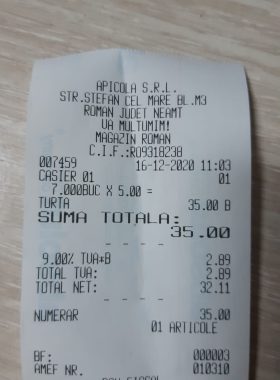 APICOLA S.R.L.
STR.STEFAN CEL MARE BL.M3
ROMAN JUDET NEAMT
VA MULTUMIM!
MAGAZIN ROMAN
C.I.F.:RO9318238
007459 16-12-2020 11:03
CASIER 01 01
7.000BUC X 5.00 =
TURTA 35.00 B
SUMA TOTALA:
35.00
- - - -
9.00% TVA*B 2.89
TOTAL TVA: 2.89
TOTAL NET: 32.11
- - - -
NUMERAR 35.00
01 ARTICOLE
BF: 000003
AMEF NR. 010310